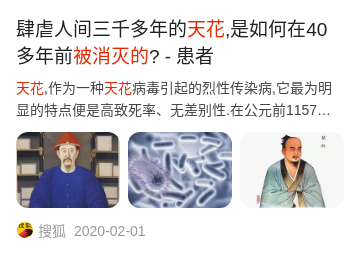 肆虐人间三千多年的天花,是如何在40
多年前被消灭的? - 患者
天花,作为一种天花病毒引起的烈性传染病,它最为明
显的特点便是高致死率、无差别性.在公元前1157…
搜狐 2020-02-01